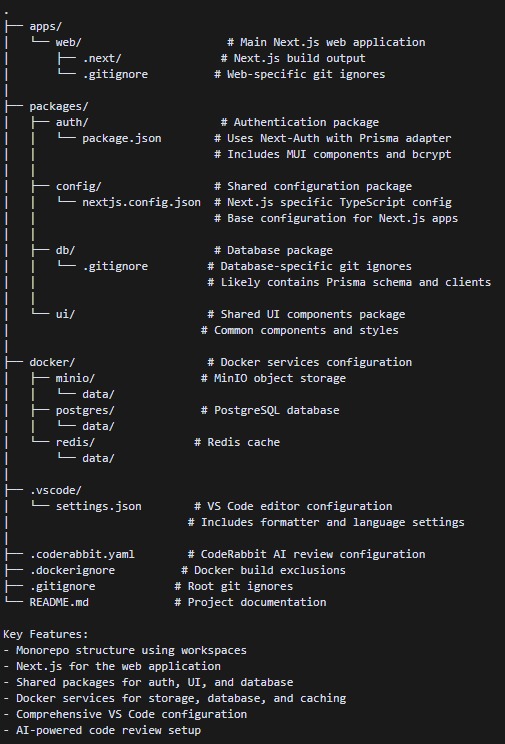 .
├── apps/
│   └── web/                      # Main Next.js web application
│       ├── .next/               # Next.js build output
│       └── .gitignore          # Web-specific git ignores
│
├── packages/
│   ├── auth/                   # Authentication package
│   │   └── package.json        # Uses Next-Auth with Prisma adapter
│   │                           # Includes MUI components and bcrypt
│   │
│   ├── config/                 # Shared configuration package
│   │   └── nextjs.config.json  # Next.js specific TypeScript config
│   │                           # Base configuration for Next.js apps
│   │
│   ├── db/                     # Database package
│   │   └── .gitignore         # Database-specific git ignores
│   │                          # Likely contains Prisma schema and clients
│   │
│   └── ui/                    # Shared UI components package
│                             # Common components and styles
│
├── docker/                    # Docker services configuration
│   ├── minio/                # MinIO object storage
│   │   └── data/
│   ├── postgres/             # PostgreSQL database
│   │   └── data/
│   └── redis/               # Redis cache
│       └── data/
│
├── .vscode/
│   └── settings.json        # VS Code editor configuration
│                           # Includes formatter and language settings
│
├── .coderabbit.yaml        # CodeRabbit AI review configuration
├── .dockerignore          # Docker build exclusions
├── .gitignore            # Root git ignores
└── README.md             # Project documentation

Key Features:
- Monorepo structure using workspaces
- Next.js for the web application
- Shared packages for auth, UI, and database
- Docker services for storage, database, and caching
- Comprehensive VS Code configuration
- AI-powered code review setup